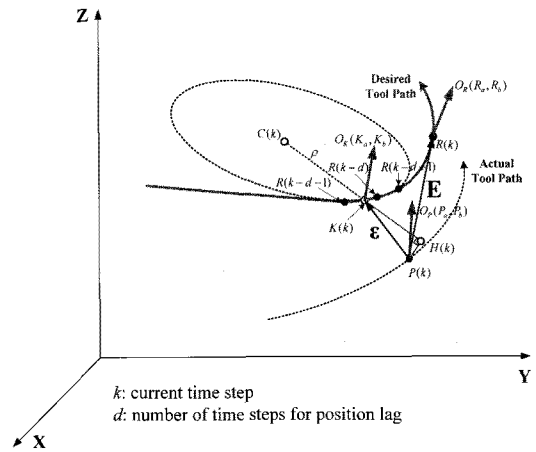 Z
Desired
Tool Path
O_R(R_a, R_b)
C(k)
O_K(K_a, K_b)
ρ
R(k)
R(k-d)
R(k-d+1)
Actual
Tool Path
R(k-d-1)
E
O_P(P_a, P_b)
K(k)
ε
H(k)
P(k)
Y
k: current time step
d: number of time steps for position lag
X